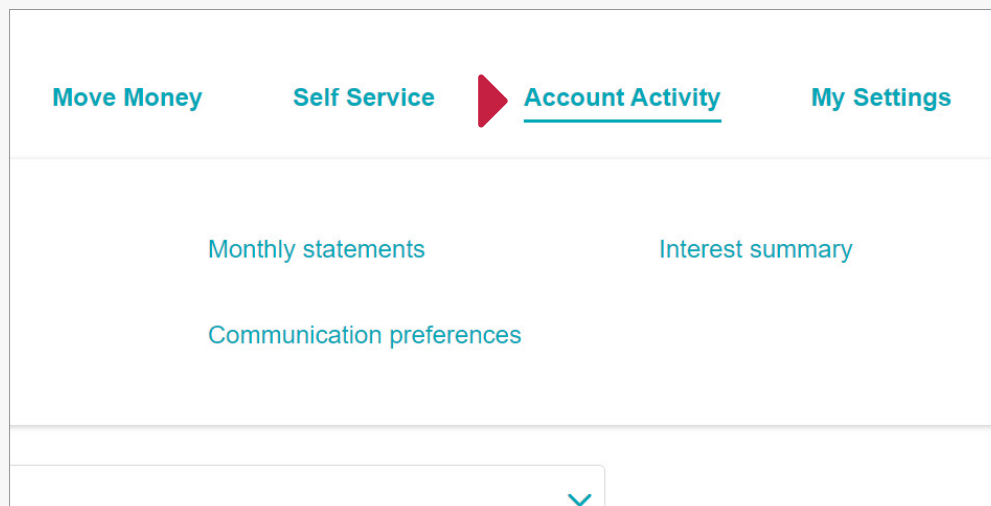 Move Money Self Service Account Activity My Settings
Monthly statements Interest summary
Communication preferences